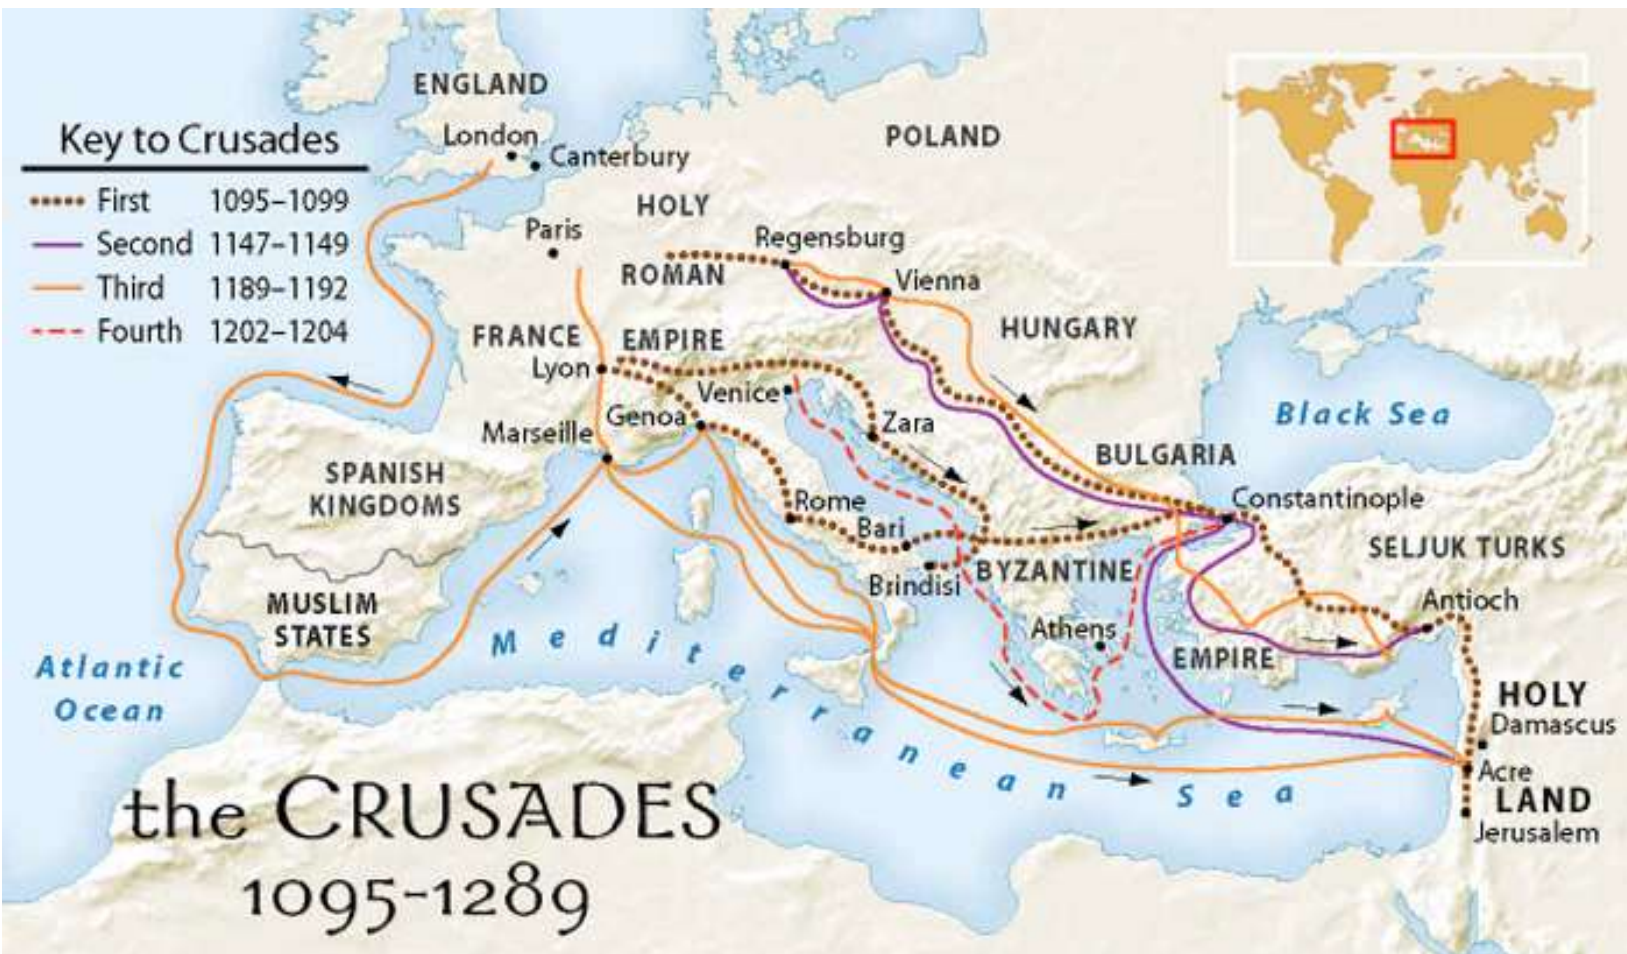 ENGLAND
London
Canterbury
POLAND
Key to Crusades
First 1095–1099
Second 1147–1149
Third 1189–1192
Fourth 1202–1204
HOLY
ROMAN
EMPIRE
Paris
Regensburg
Vienna
HUNGARY
FRANCE
Lyon
Venice
Genoa
Zara
Marseille
Black Sea
BULGARIA
SPANISH
KINGDOMS
Rome
Bari
Brindisi
Constantinople
SELJUK TURKS
BYZANTINE
EMPIRE
MUSLIM
STATES
Athens
Antioch
Mediterranean Sea
Atlantic
Ocean
HOLY
LAND
Damascus
Acre
Jerusalem
the CRUSADES
1095-1289